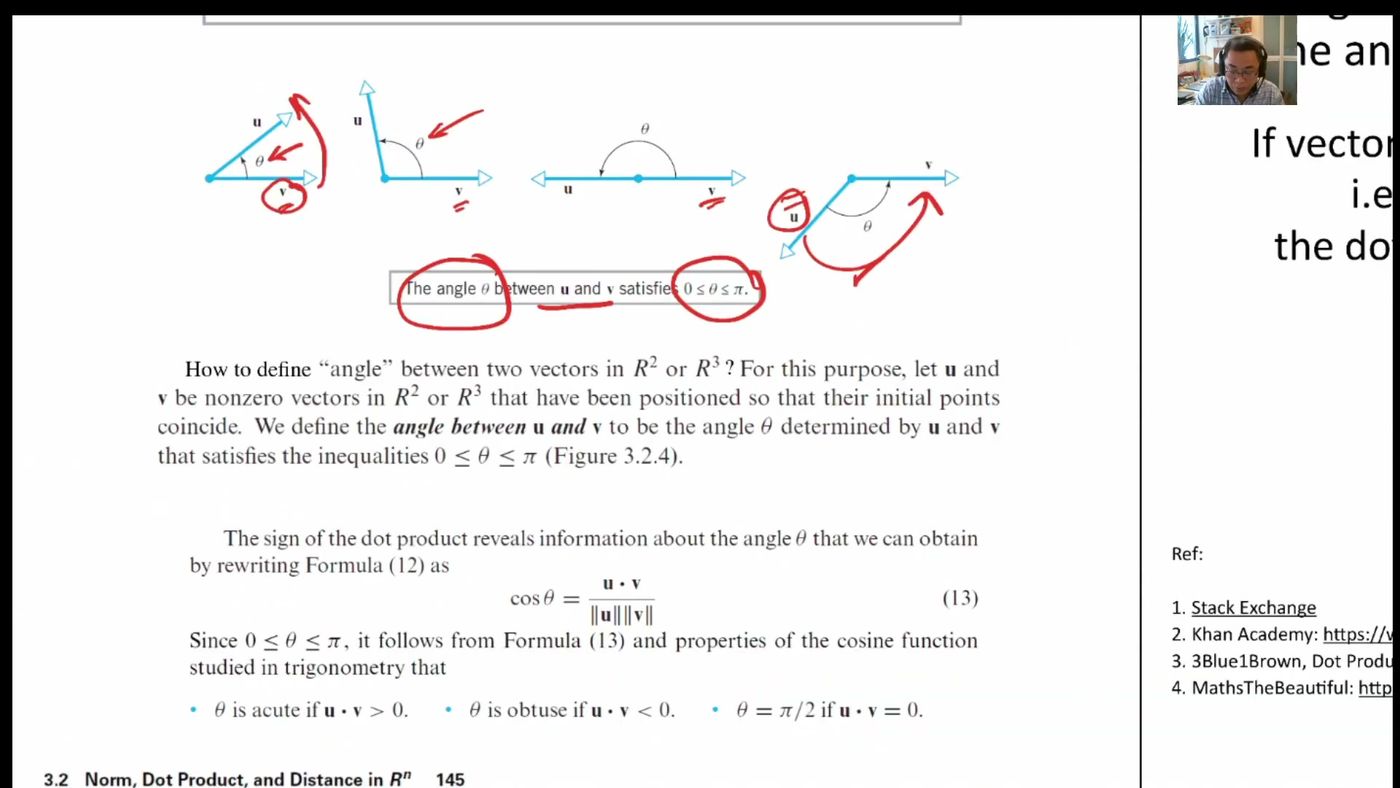 u
θ
v
u
θ
v
θ
u
v
v
u
θ
The angle θ between u and v satisfies 0 ≤ θ ≤ π.
How to define “angle” between two vectors in R² or R³ ? For this purpose, let u and
v be nonzero vectors in R² or R³ that have been positioned so that their initial points
coincide. We define the angle between u and v to be the angle θ determined by u and v
that satisfies the inequalities 0 ≤ θ ≤ π (Figure 3.2.4).
The sign of the dot product reveals information about the angle θ that we can obtain
by rewriting Formula (12) as
cos θ = u • v / ‖u‖‖v‖ (13)
Since 0 ≤ θ ≤ π, it follows from Formula (13) and properties of the cosine function
studied in trigonometry that
• θ is acute if u • v > 0. • θ is obtuse if u • v < 0. • θ = π/2 if u • v = 0.
3.2 Norm, Dot Product, and Distance in Rⁿ 145
an
If vector
i.e
the do
Ref:
1. Stack Exchange
2. Khan Academy: https://
3. 3Blue1Brown, Dot Produ
4. MathsTheBeautiful: http